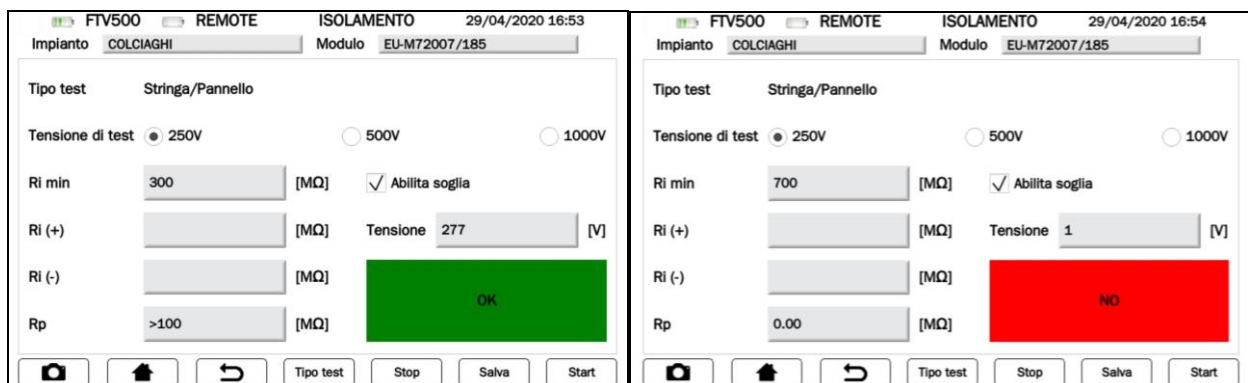 FTV500 REMOTE ISOLAMENTO 29/04/2020 16:53
Impianto COLCIAGHI Modulo EU-M72007/185
Tipo test Stringa/Pannello
Tensione di test 250V 500V 1000V
Ri min 300 [MΩ] Abilita soglia
Ri (+) [MΩ] Tensione 277 [V]
Ri (-) [MΩ]
OK
Rp >100 [MΩ]
Tipo test Stop Salva Start
FTV500 REMOTE ISOLAMENTO 29/04/2020 16:54
Impianto COLCIAGHI Modulo EU-M72007/185
Tipo test Stringa/Pannello
Tensione di test 250V 500V 1000V
Ri min 700 [MΩ] Abilita soglia
Ri (+) [MΩ] Tensione 1 [V]
Ri (-) [MΩ]
NO
Rp 0.00 [MΩ]
Tipo test Stop Salva Start